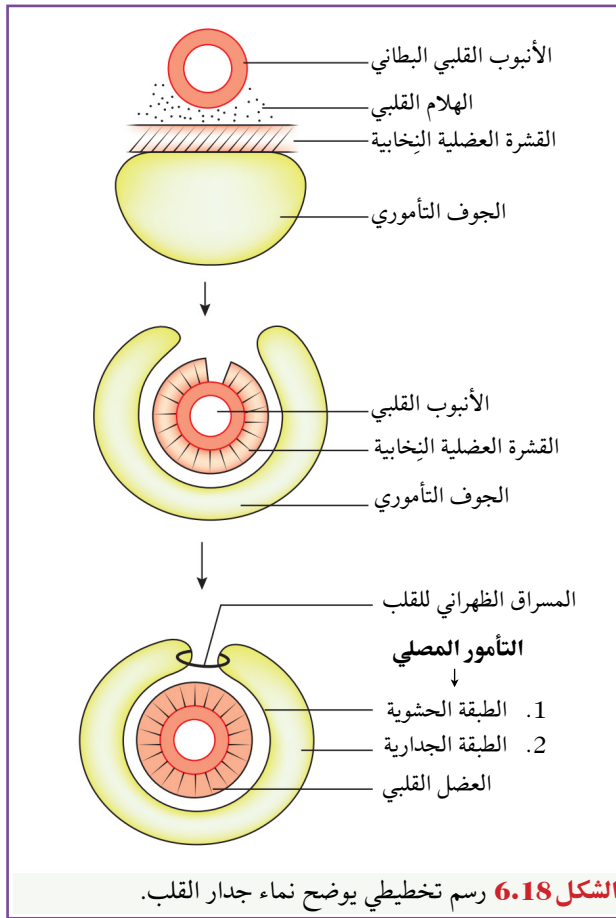 الأنبوب القلبي البطاني
الهلام القلبي
القشرة العضلية النِخابية
الجوف التأموري
الأنبوب القلبي
القشرة العضلية النِخابية
الجوف التأموري
المسراق الظهراني للقلب
التأمور المصلي
1. الطبقة الحشوية
2. الطبقة الجدارية
العضل القلبي
الشكل 6.18 رسم تخطيطي يوضح نماء جدار القلب.